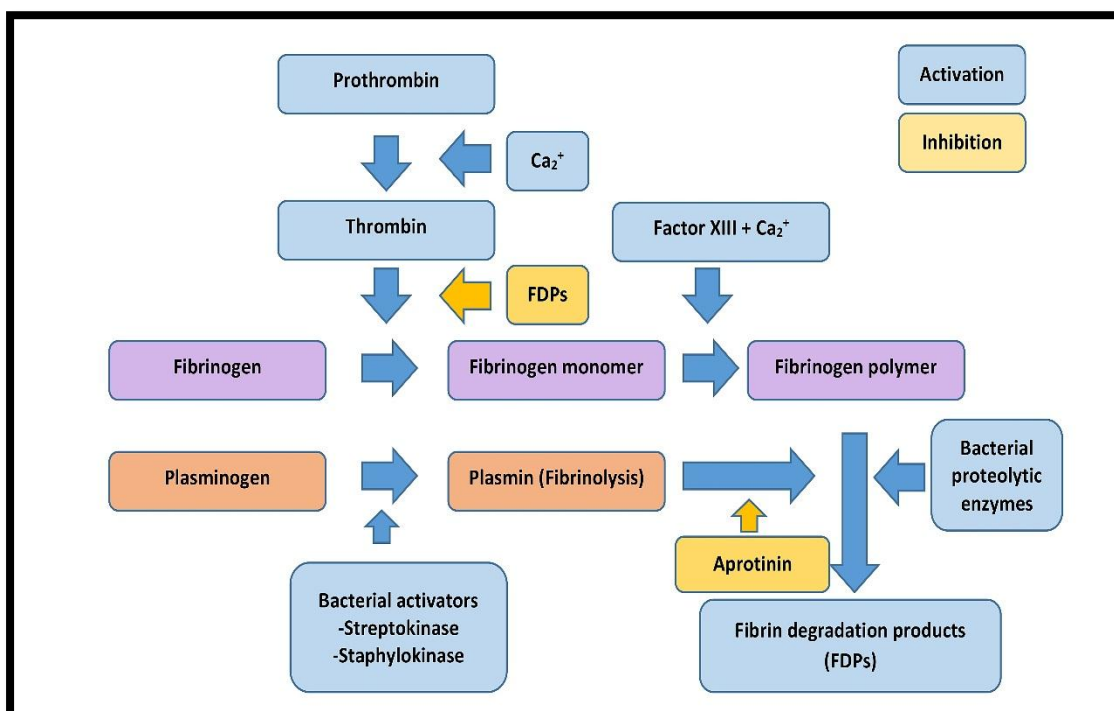 Prothrombin
Activation
Inhibition
Ca₂⁺
Thrombin
Factor XIII + Ca₂⁺
FDPs
Fibrinogen
Fibrinogen monomer
Fibrinogen polymer
Plasminogen
Plasmin (Fibrinolysis)
Bacterial
proteolytic
enzymes
Aprotinin
Bacterial activators
-Streptokinase
-Staphylokinase
Fibrin degradation products
(FDPs)